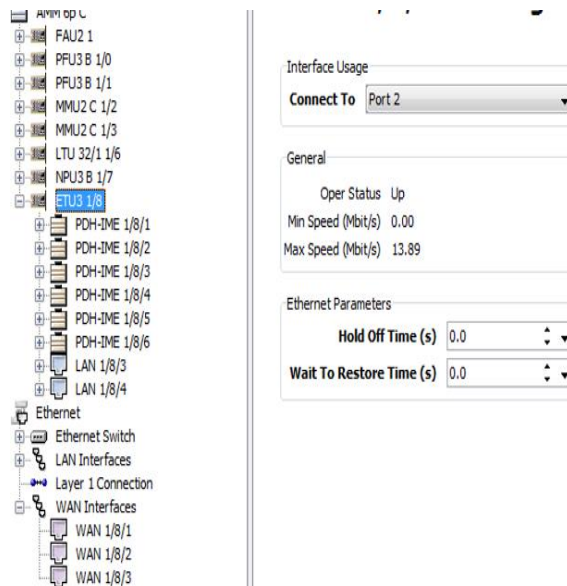 AMM 6p C
FAU2 1
PFU3 B 1/0
PFU3 B 1/1
MMU2 C 1/2
MMU2 C 1/3
LTU 32/1 1/6
NPU3 B 1/7
ETU3 1/8
PDH-IME 1/8/1
PDH-IME 1/8/2
PDH-IME 1/8/3
PDH-IME 1/8/4
PDH-IME 1/8/5
PDH-IME 1/8/6
LAN 1/8/3
LAN 1/8/4
Ethernet
Ethernet Switch
LAN Interfaces
Layer 1 Connection
WAN Interfaces
WAN 1/8/1
WAN 1/8/2
WAN 1/8/3
Interface Usage
Connect To Port 2
General
Oper Status Up
Min Speed (Mbit/s) 0.00
Max Speed (Mbit/s) 13.89
Ethernet Parameters
Hold Off Time (s) 0.0
Wait To Restore Time (s) 0.0